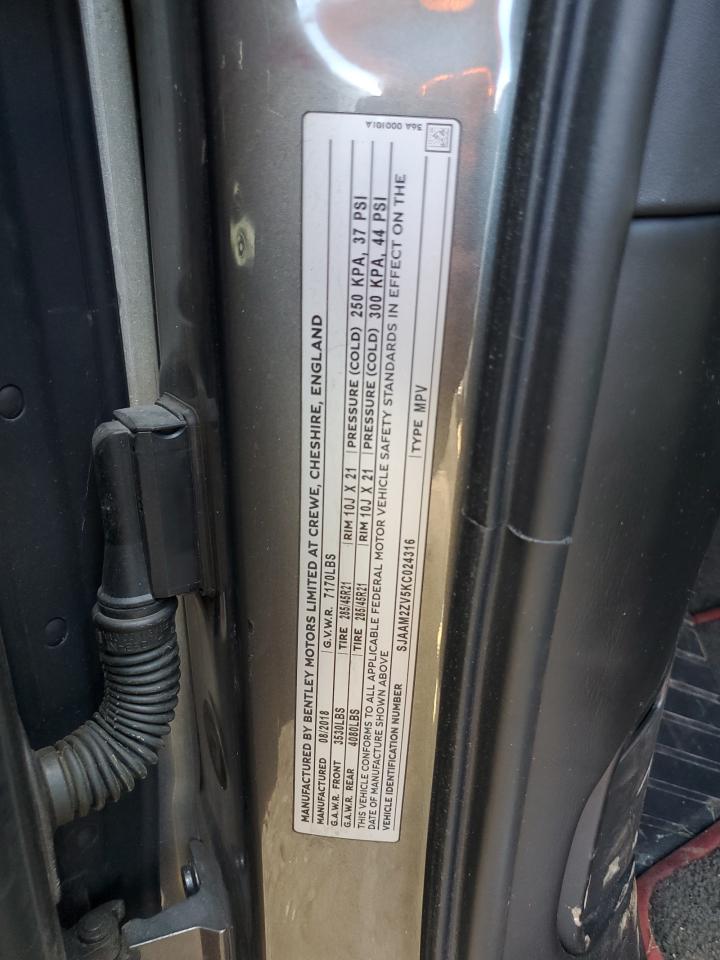 MANUFACTURED BY BENTLEY MOTORS LIMITED AT CREWE, CHESHIRE, ENGLAND
MANUFACTURED 08/2018 G.V.W.R. 7170LBS
G.A.W.R. FRONT 3530LBS TIRE 285/45R21 RIM 10J X 21 PRESSURE (COLD) 250 KPA, 37 PSI
G.A.W.R. REAR 4080LBS TIRE 285/45R21 RIM 10J X 21 PRESSURE (COLD) 300 KPA, 44 PSI
THIS VEHICLE CONFORMS TO ALL APPLICABLE FEDERAL MOTOR VEHICLE SAFETY STANDARDS IN EFFECT ON THE
DATE OF MANUFACTURE SHOWN ABOVE
VEHICLE IDENTIFICATION NUMBER SJAAM2ZV5KC024316 TYPE MPV
36A 000101A